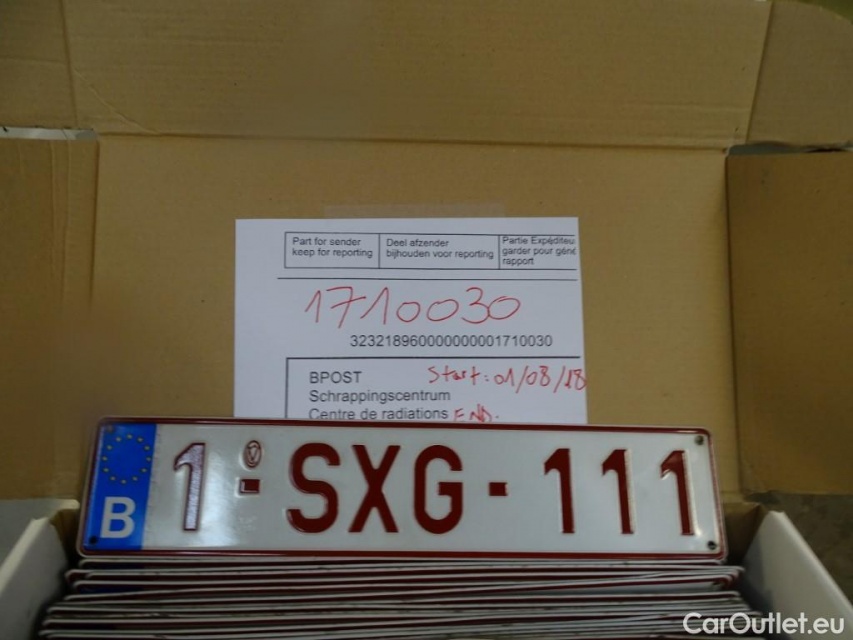 Part for sender
keep for reporting
Deel afzender
bijhouden voor reporting
Partie Expéditeu
garder pour géné
rapport
1710030
323218960000000001710030
BPOST
Start: 01/08/18
Schrappingscentrum
Centre de radiations
END.
B 1-SXG-111
CarOutlet.eu